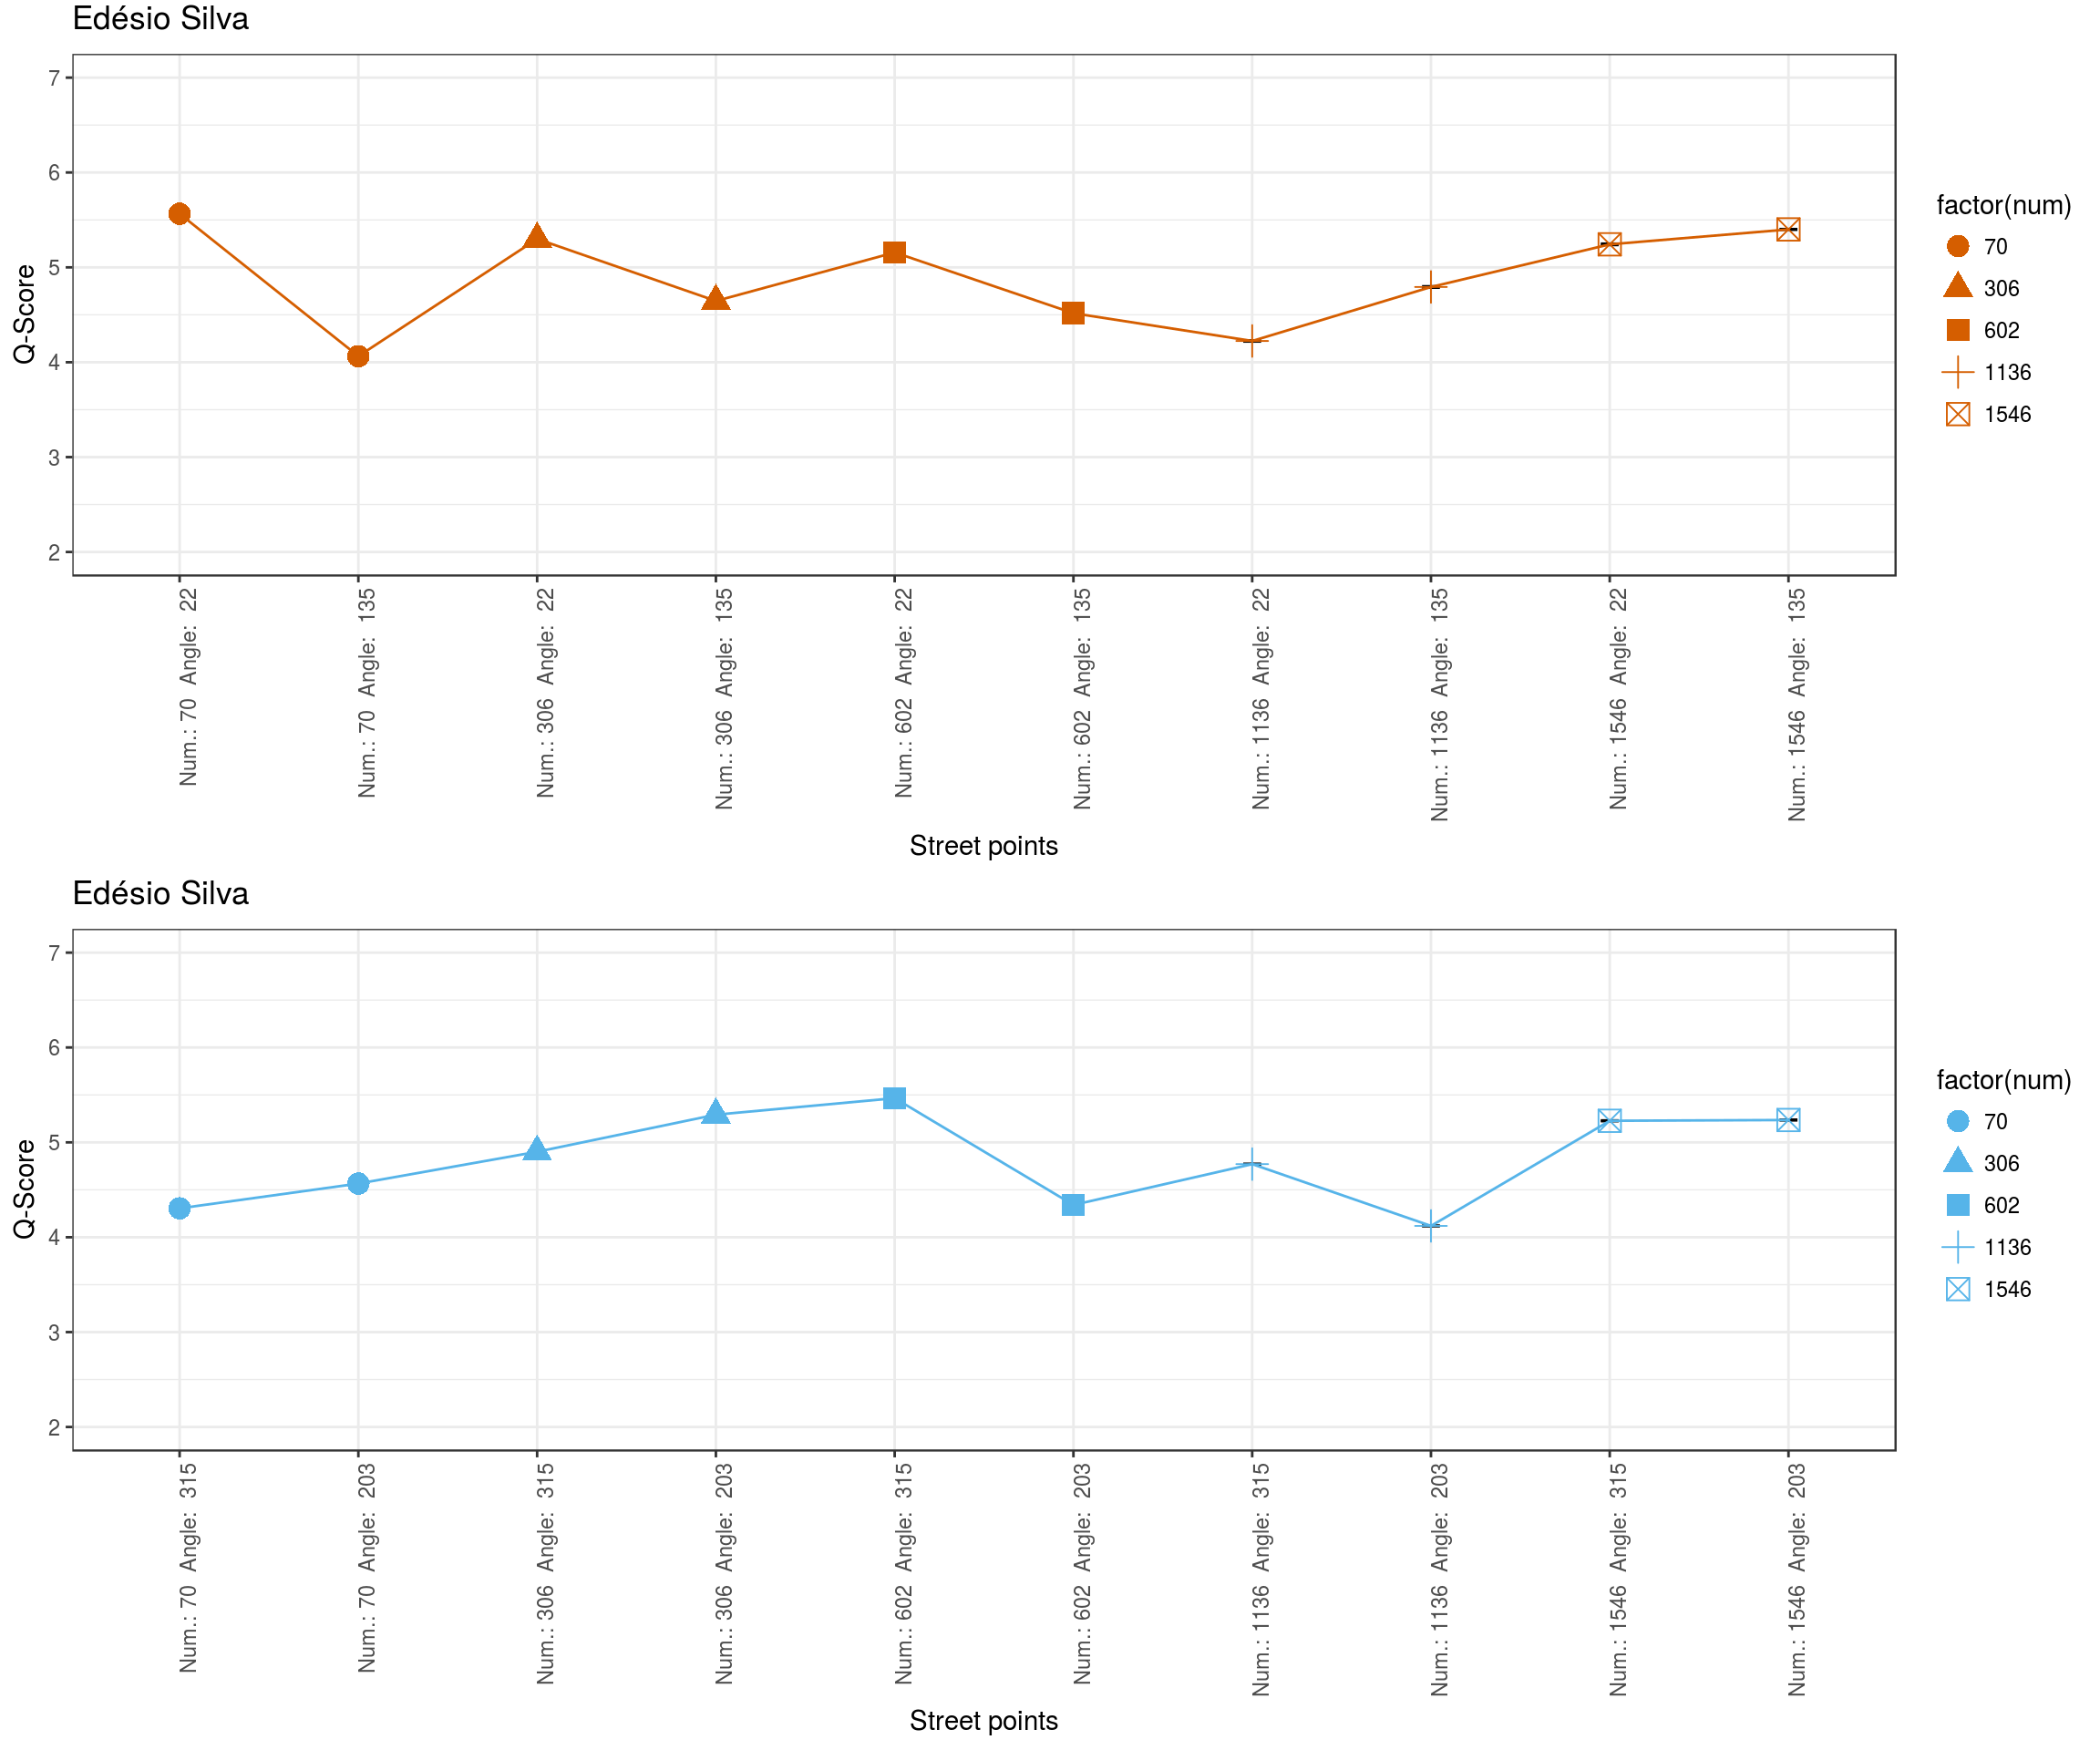 Edésio Silva
7
6
5
4
3
2
Q-Score
Num.: 70 Angle: 22
Num.: 70 Angle: 135
Num.: 306 Angle: 22
Num.: 306 Angle: 135
Num.: 602 Angle: 22
Num.: 602 Angle: 135
Num.: 1136 Angle: 22
Num.: 1136 Angle: 135
Num.: 1546 Angle: 22
Num.: 1546 Angle: 135
Street points
factor(num)
70
306
602
1136
1546
Edésio Silva
7
6
5
4
3
2
Q-Score
Num.: 70 Angle: 315
Num.: 70 Angle: 203
Num.: 306 Angle: 315
Num.: 306 Angle: 203
Num.: 602 Angle: 315
Num.: 602 Angle: 203
Num.: 1136 Angle: 315
Num.: 1136 Angle: 203
Num.: 1546 Angle: 315
Num.: 1546 Angle: 203
Street points
factor(num)
70
306
602
1136
1546